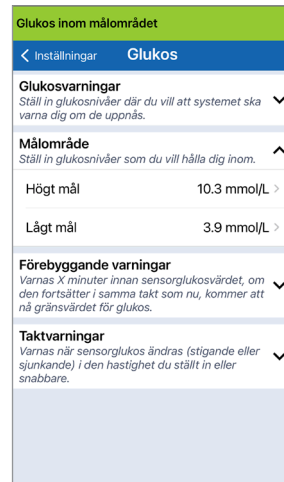 Glukos inom målområdet
Inställningar Glukos
Glukosvarningar
Ställ in glukosnivåer där du vill att systemet ska
varna dig om de uppnås.
Målområde
Ställ in glukosnivåer som du vill hålla dig inom.
Högt mål 10.3 mmol/L
Lågt mål 3.9 mmol/L
Förebyggande varningar
Varnas X minuter innan sensorglukosvärdet, om
den fortsätter i samma takt som nu, kommer att
nå gränsvärdet för glukos.
Taktvarningar
Varnas när sensorglukos ändras (stigande eller
sjunkande) i den hastighet du ställt in eller
snabbare.